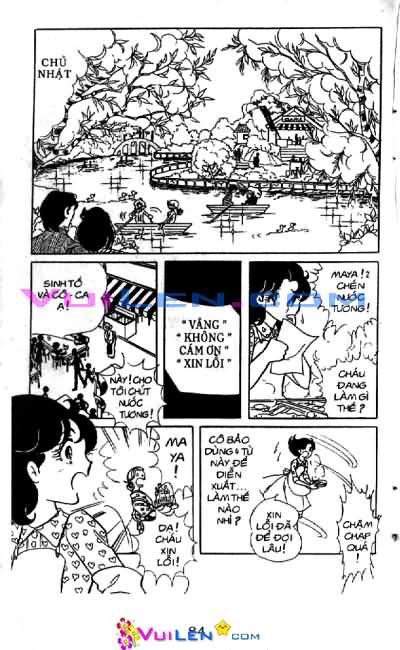 CHỦ
NHẬT
SINH TỐ
VÀ CÔ-CA
À!
NÀY! CHO
TÔI CHÚT
NƯỚC
TƯƠNG!
"VÂNG"
"KHÔNG"
CÁM ƠN"
"XIN LỖI"
MAYA! 2
CHÉN
NƯỚC
TƯƠNG!
CHÁU
ĐANG
LÀM GÌ
THẾ?
VUILEN.COM
MA
YA!
DẠ!
CHÁU
XIN
LỖI!
CÔ BẢO
DÙNG 4 TỪ
NÀY ĐỂ
DIỄN
XUẤT...
LÀM THẾ
NÀO
NHỈ?
XIN
LỖI ĐÃ
ĐỂ ĐỢI
LÂU!
CHẬM
CHẠP
QUÁ!
84
VUILEN.COM